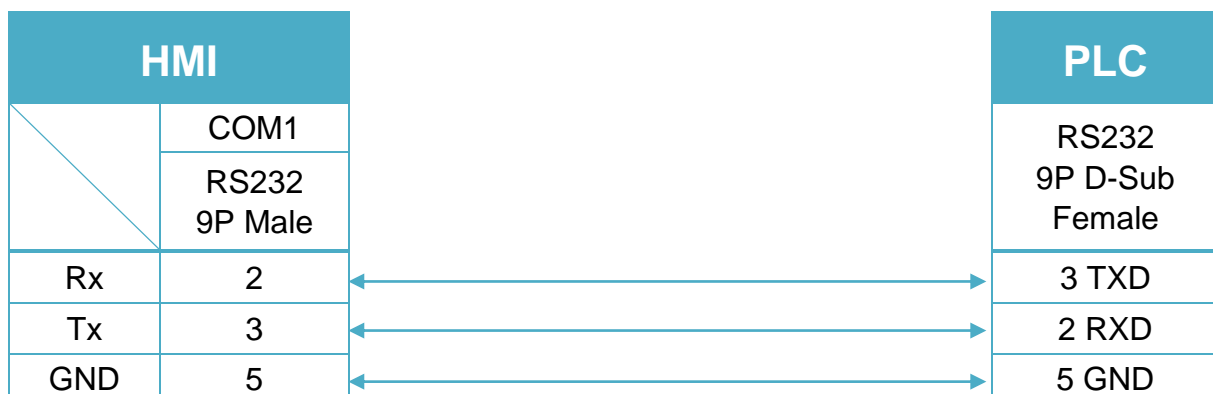 HMI
PLC
COM1
RS232
9P Male
RS232
9P D-Sub
Female
Rx 2 3 TXD
Tx 3 2 RXD
GND 5 5 GND